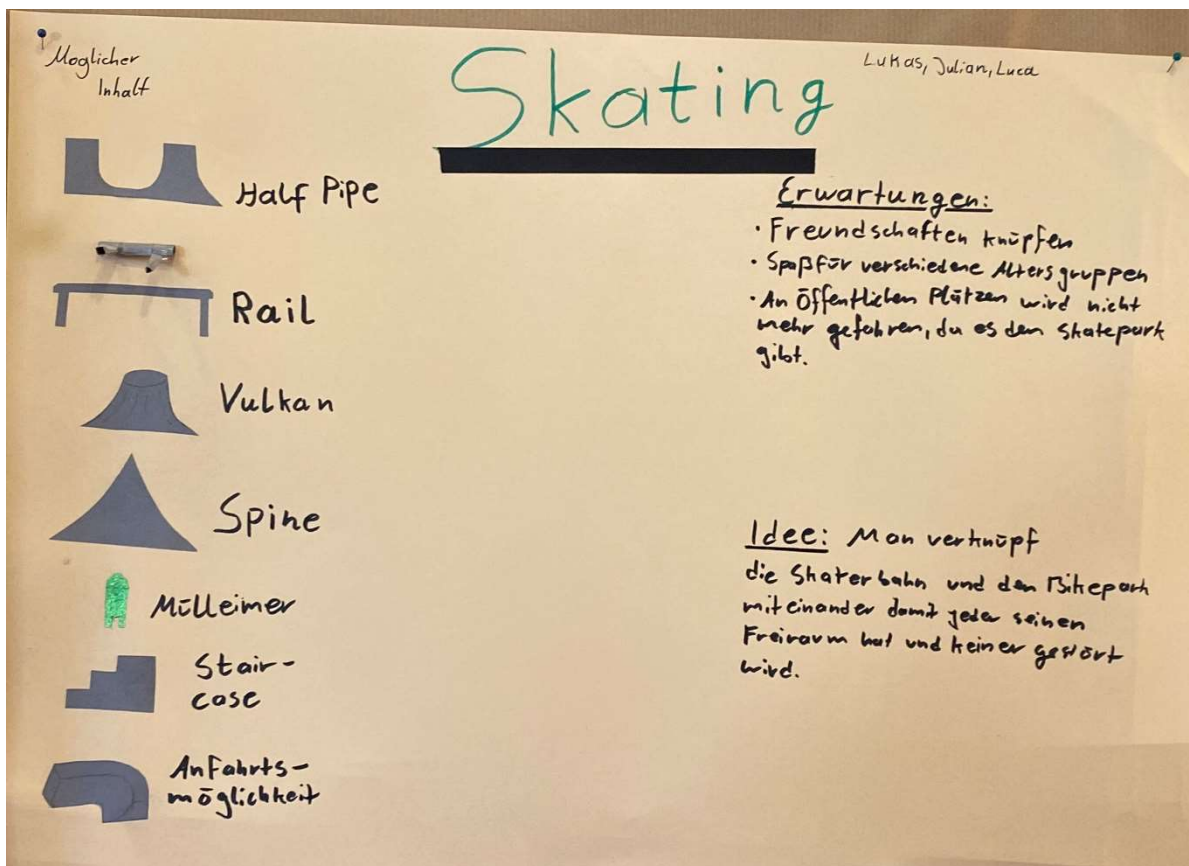 Moglicher
Inhalt
Skating
Lukas, Julian, Luca
Half Pipe
Rail
Vulkan
Spine
Mülleimer
Stair-
case
Anfahrts-
möglichkeit
Erwartungen:
· Freundschaften knüpfen
· Spaß für verschiedene Altersgruppen
· An öffentlichen Plätzen wird nicht
mehr gefahren, da es den Skatepark
gibt.
Idee: Man verknüpf
die Skaterbahn und den Bikepark
miteinander damit jeder seinen
Freiraum hat und keiner gestört
wird.